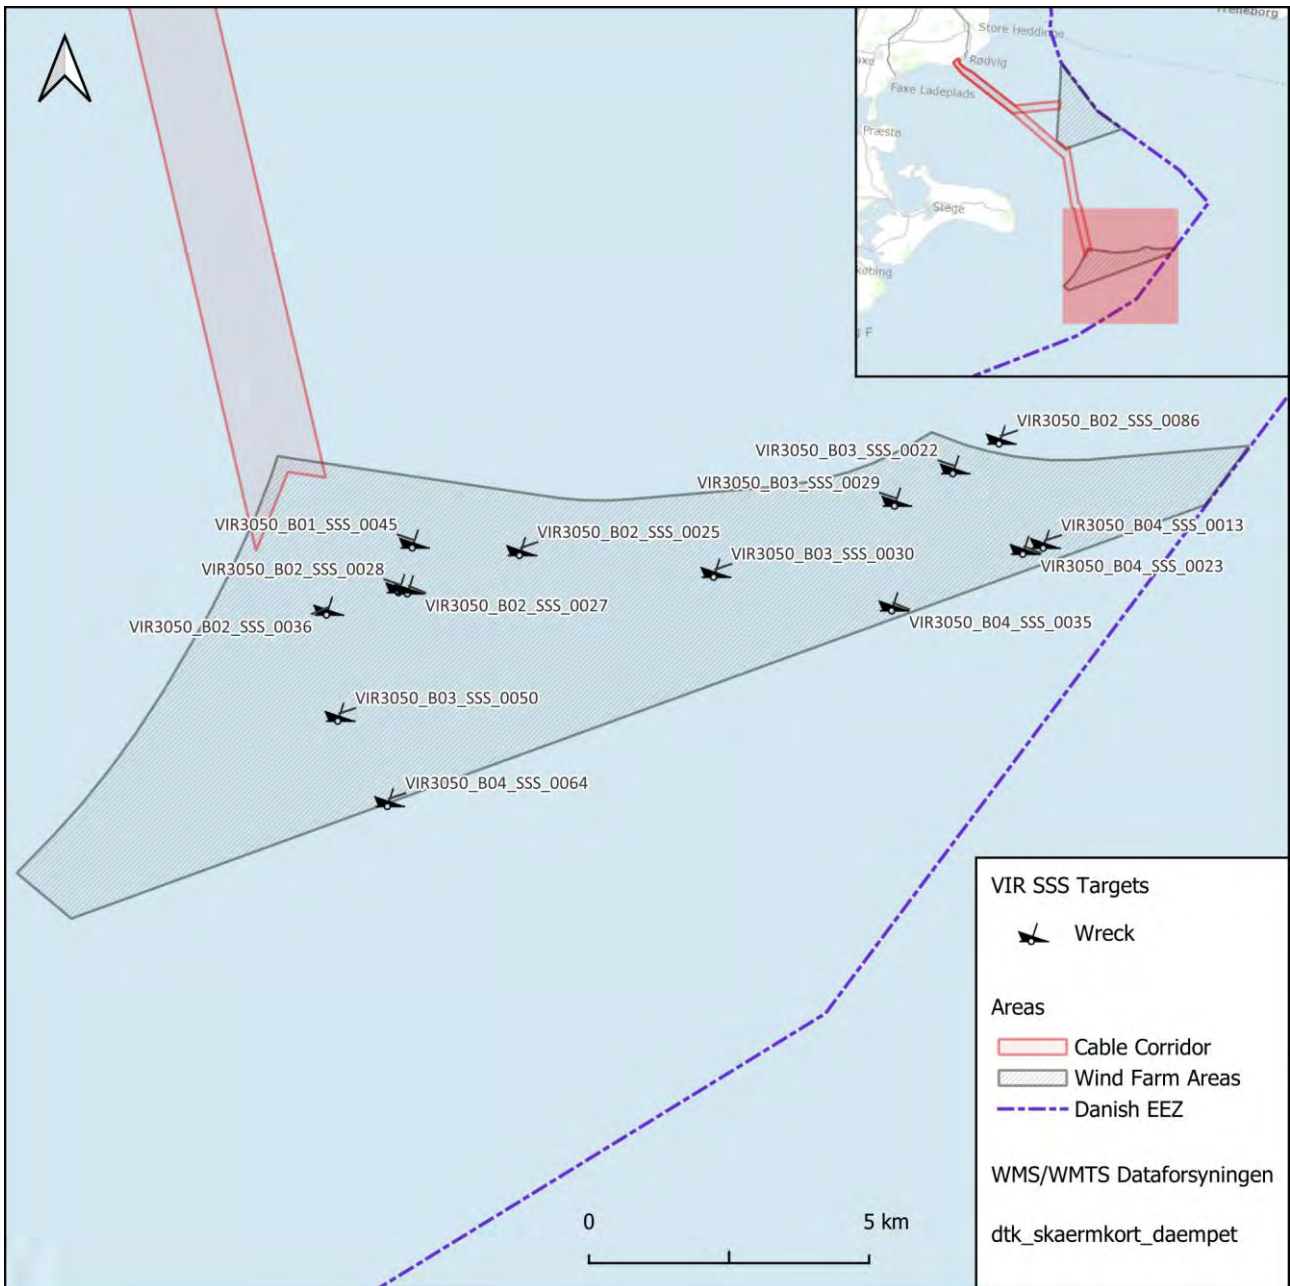 Trelleborg
Store Heddinge
Rødvig
Faxe Ladeplads
Præstø
Stege
VIR3050_B02_SSS_0086
VIR3050_B03_SSS_0022
VIR3050_B03_SSS_0029
VIR3050_B01_SSS_0045
VIR3050_B02_SSS_0025
VIR3050_B04_SSS_0013
VIR3050_B03_SSS_0030
VIR3050_B04_SSS_0023
VIR3050_B02_SSS_0028
VIR3050_B02_SSS_0027
VIR3050_B02_SSS_0036
VIR3050_B04_SSS_0035
VIR3050_B03_SSS_0050
VIR3050_B04_SSS_0064
VIR SSS Targets
Wreck
Areas
Cable Corridor
Wind Farm Areas
Danish EEZ
WMS/WMTS Dataforsyningen
dtk_skaermkort_daempet
0
5 km